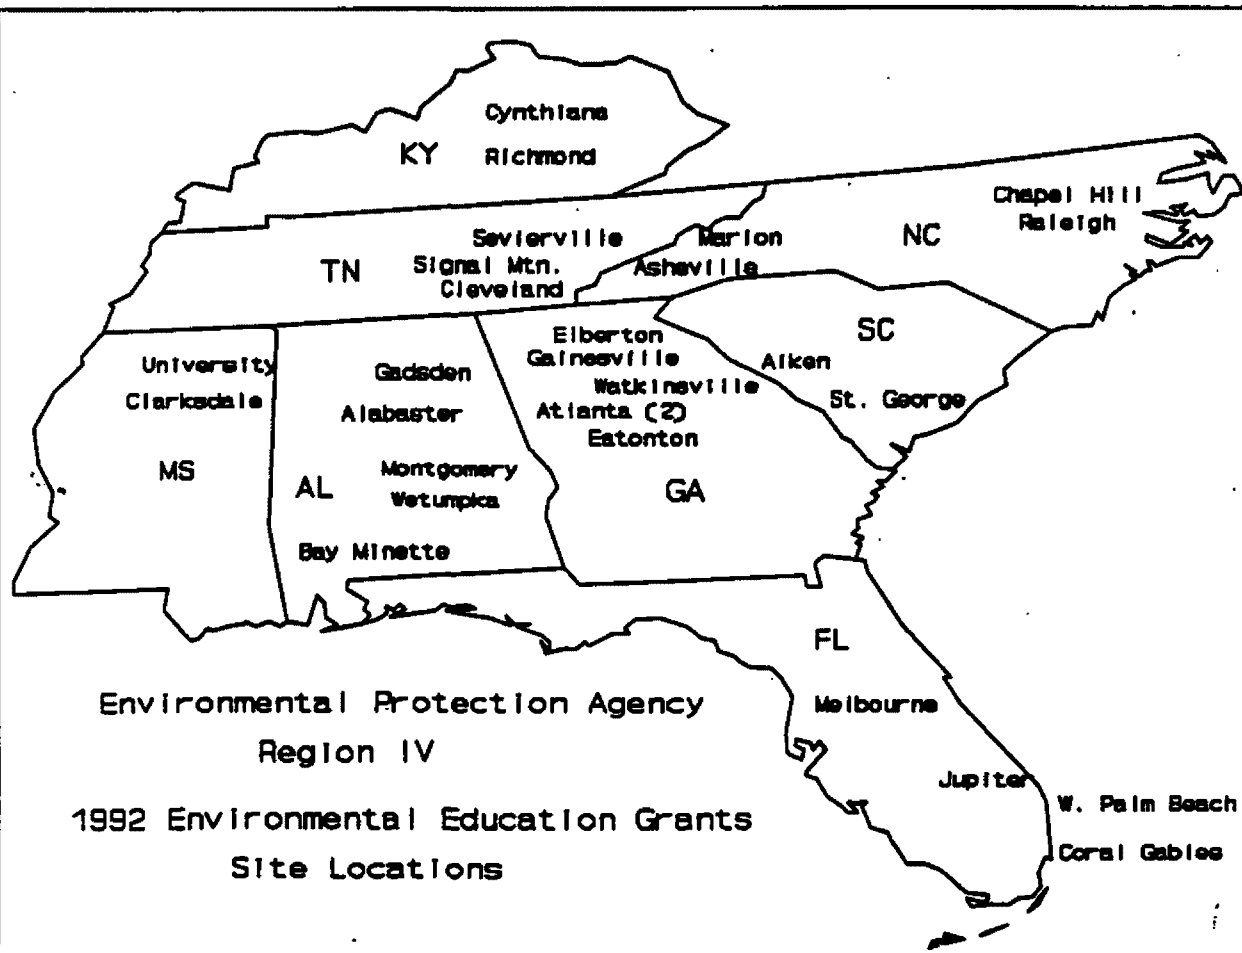 Cynthiana
KY
Richmond
Chapel Hill
Raleigh
NC
Sevierville
Marion
TN
Signal Mtn.
Asheville
Cleveland
SC
Elberton
University
Gainesville
Aiken
Gadsden
Watkinsville
Clarksdale
Alabaster
Atlanta (2)
St. George
Eatonton
MS
Montgomery
AL
Wetumpka
GA
Bay Minette
FL
Environmental Protection Agency
Melbourne
Region IV
Jupiter
W. Palm Beach
1992 Environmental Education Grants
Coral Gables
Site Locations